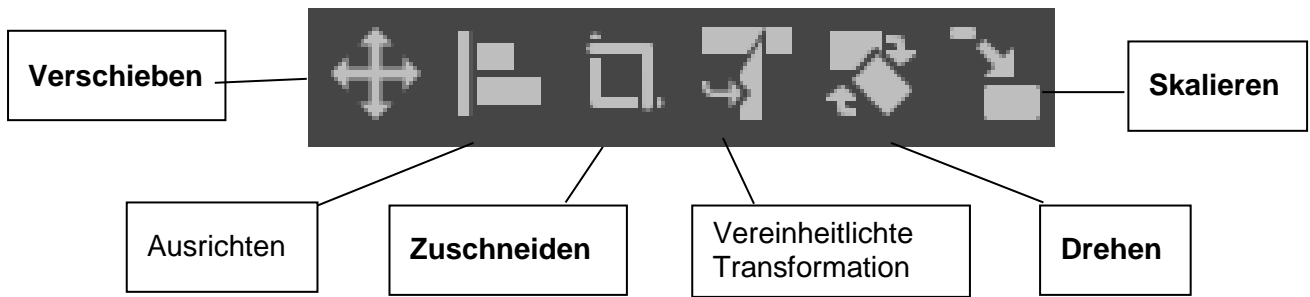 Verschieben
Skalieren
Ausrichten
Zuschneiden
Vereinheitlichte
Transformation
Drehen